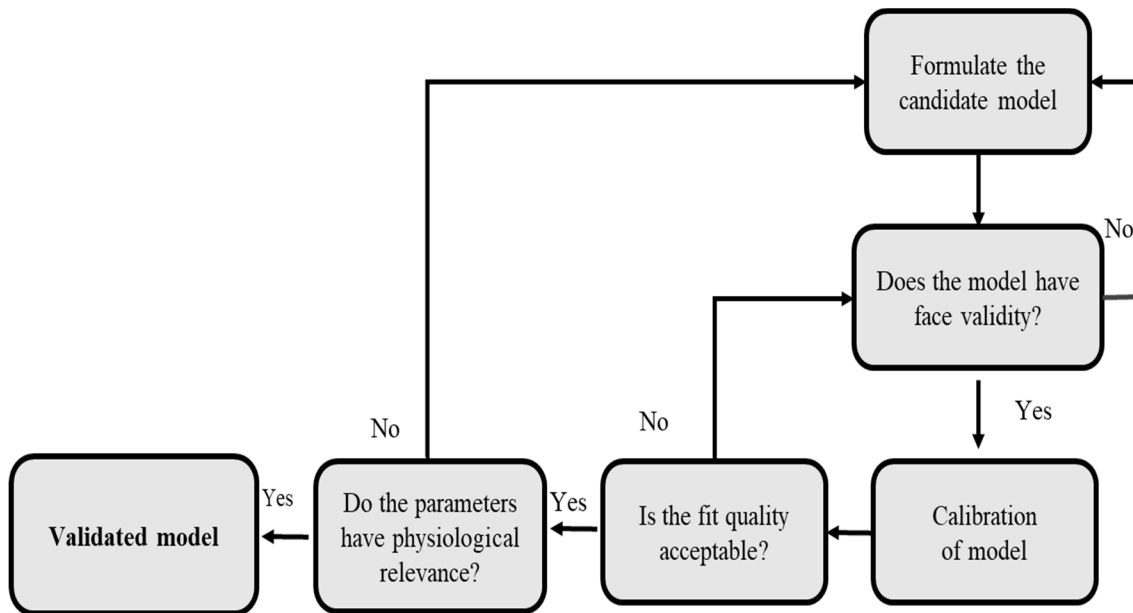 Formulate the
candidate model
No
Does the model have
face validity?
Yes
No
No
Validated model
Yes
Do the parameters
have physiological
relevance?
Yes
Is the fit quality
acceptable?
Calibration
of model